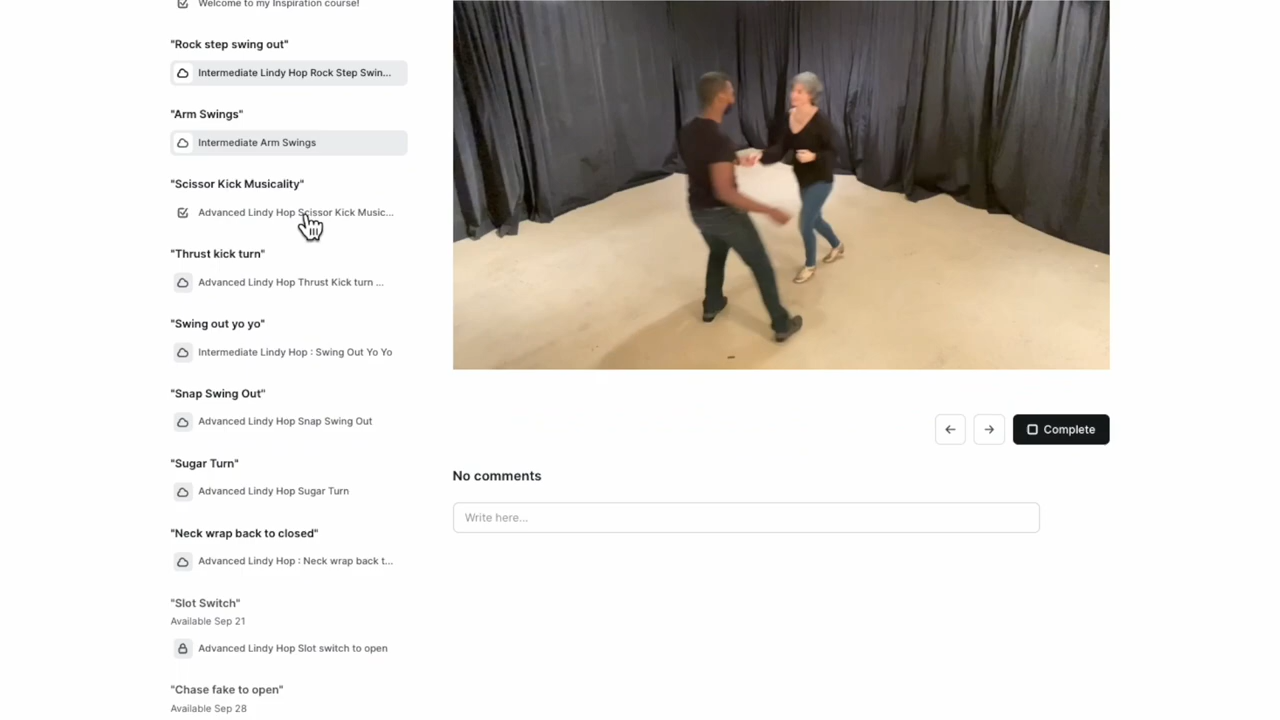 Welcome to my Inspiration course!
"Rock step swing out"
Intermediate Lindy Hop Rock Step Swin...
"Arm Swings"
Intermediate Arm Swings
"Scissor Kick Musicality"
Advanced Lindy Hop Scissor Kick Music...
"Thrust kick turn"
Advanced Lindy Hop Thrust Kick turn ...
"Swing out yo yo"
Intermediate Lindy Hop : Swing Out Yo Yo
"Snap Swing Out"
Advanced Lindy Hop Snap Swing Out
"Sugar Turn"
Advanced Lindy Hop Sugar Turn
"Neck wrap back to closed"
Advanced Lindy Hop : Neck wrap back t...
"Slot Switch"
Available Sep 21
Advanced Lindy Hop Slot switch to open
"Chase fake to open"
Available Sep 28
Complete
No comments
Write here...